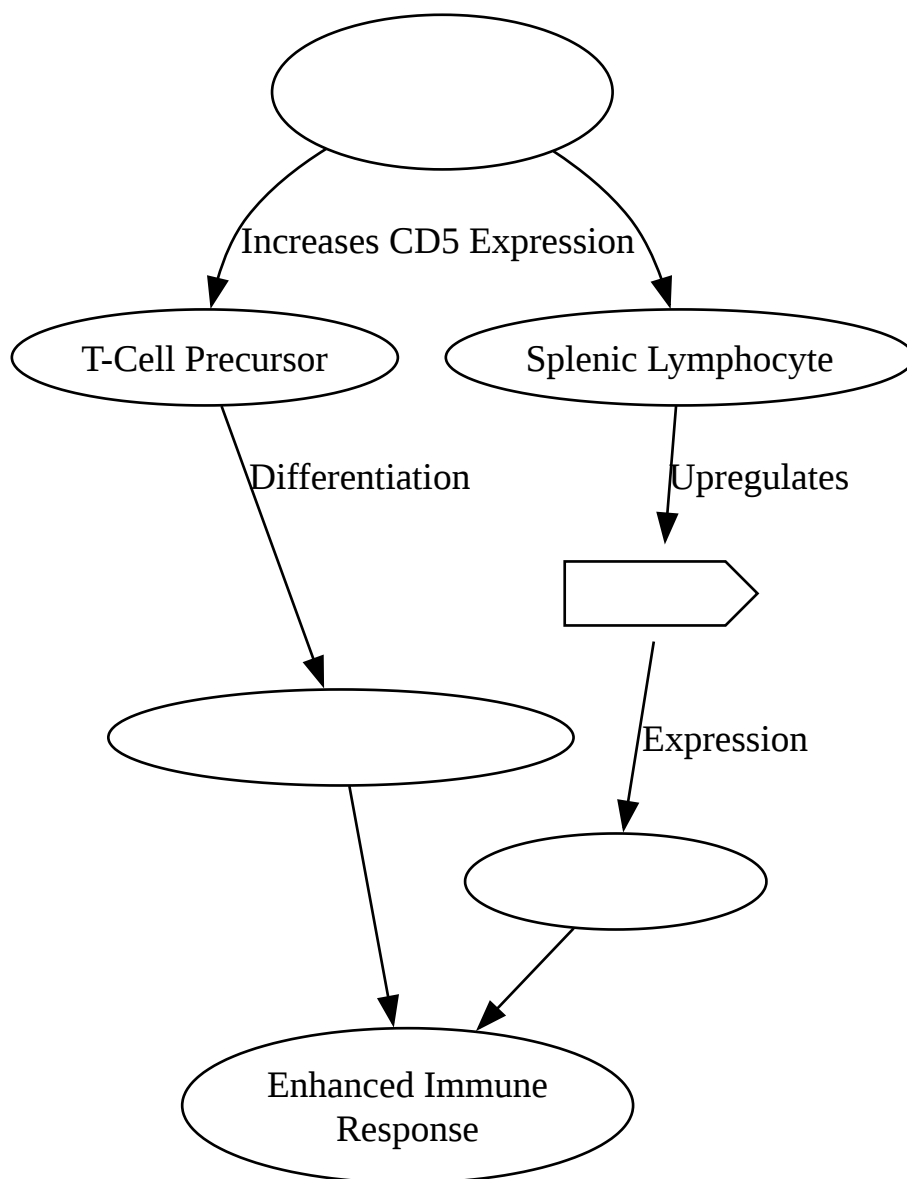 Increases CD5 Expression
T-Cell Precursor
Splenic Lymphocyte
Differentiation
Upregulates
Expression
Enhanced Immune
Response